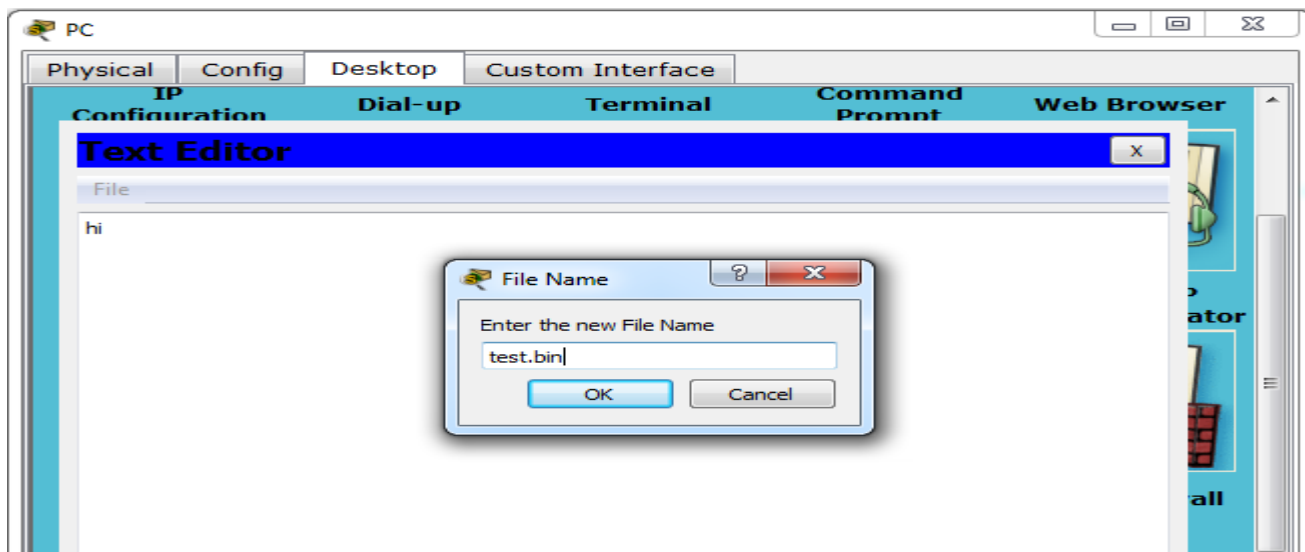 PC
Physical Config Desktop Custom Interface
IP Configuration Dial-up Terminal Command Prompt Web Browser
Text Editor X
File
hi
File Name
Enter the new File Name
test.bin
OK Cancel
ator
all